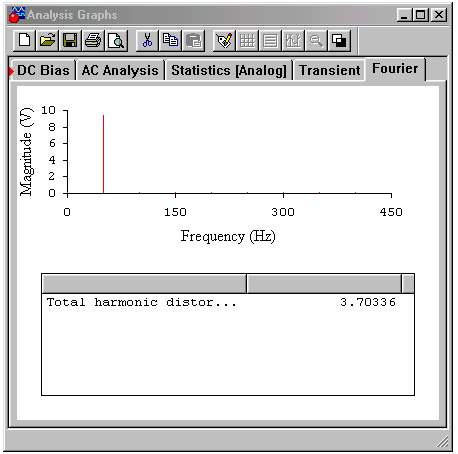 Analysis Graphs
DC Bias AC Analysis Statistics [Analog] Transient Fourier
Magnitude (V)
10
8
6
4
2
0
0 150 300 450
Frequency (Hz)
Total harmonic distor... 3.70336